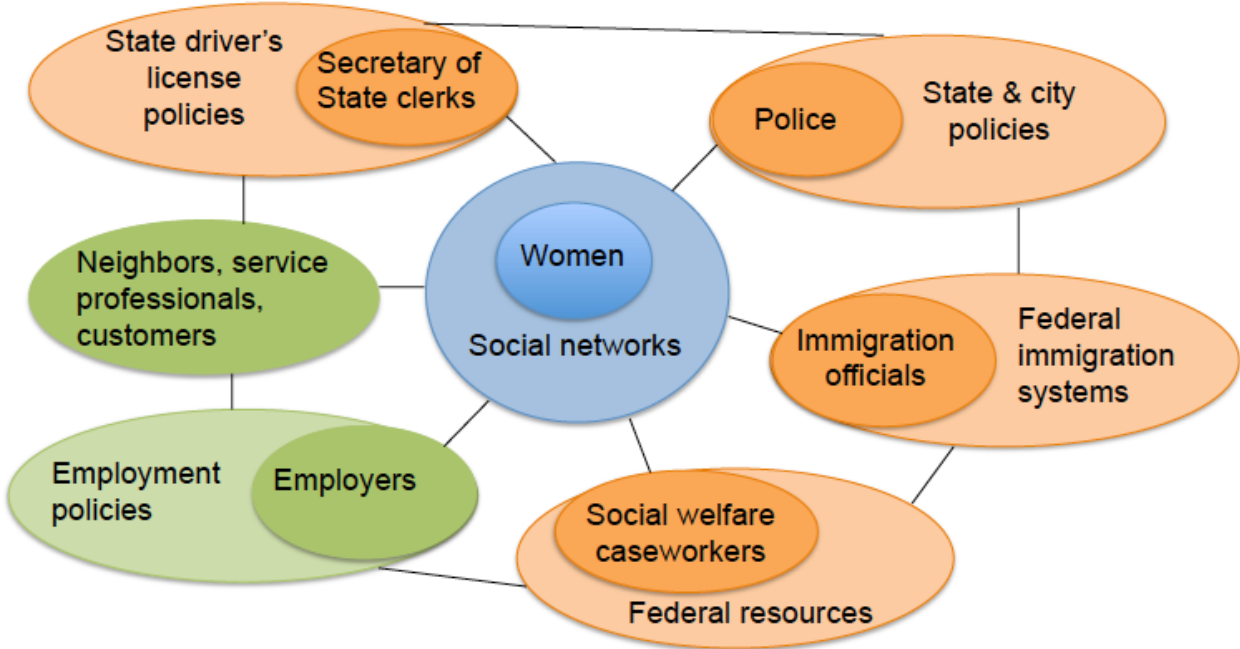 State driver's
license
policies
Secretary of
State clerks
Police
State & city
policies
Neighbors, service
professionals,
customers
Women
Social networks
Immigration
officials
Federal
immigration
systems
Employment
policies
Employers
Social welfare
caseworkers
Federal resources